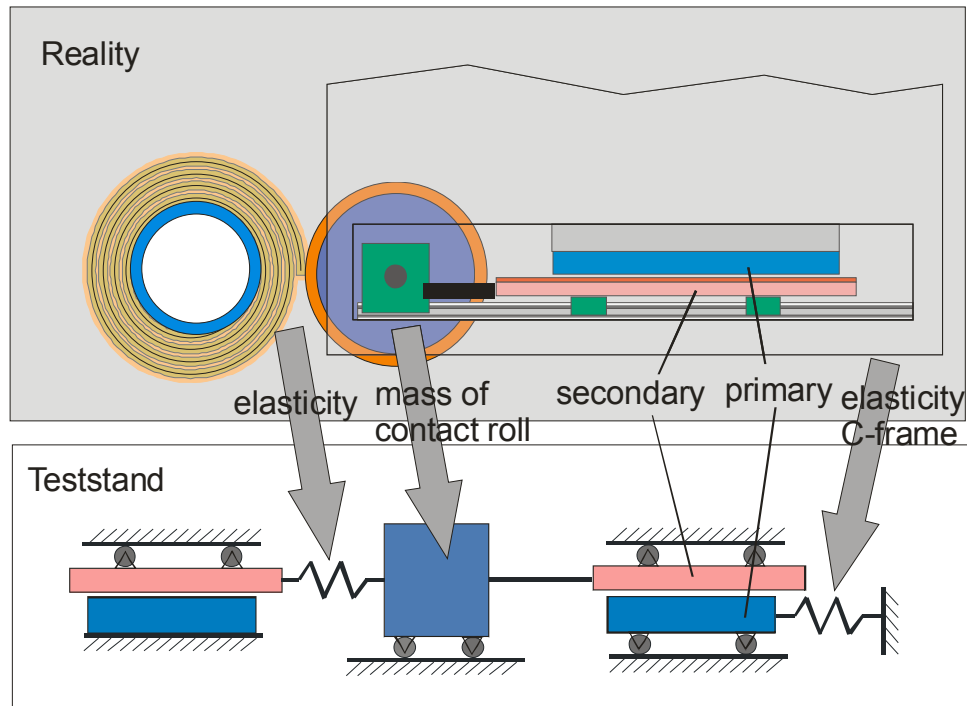 Reality
elasticity
mass of
contact roll
secondary
primary
elasticity
C-frame
Teststand